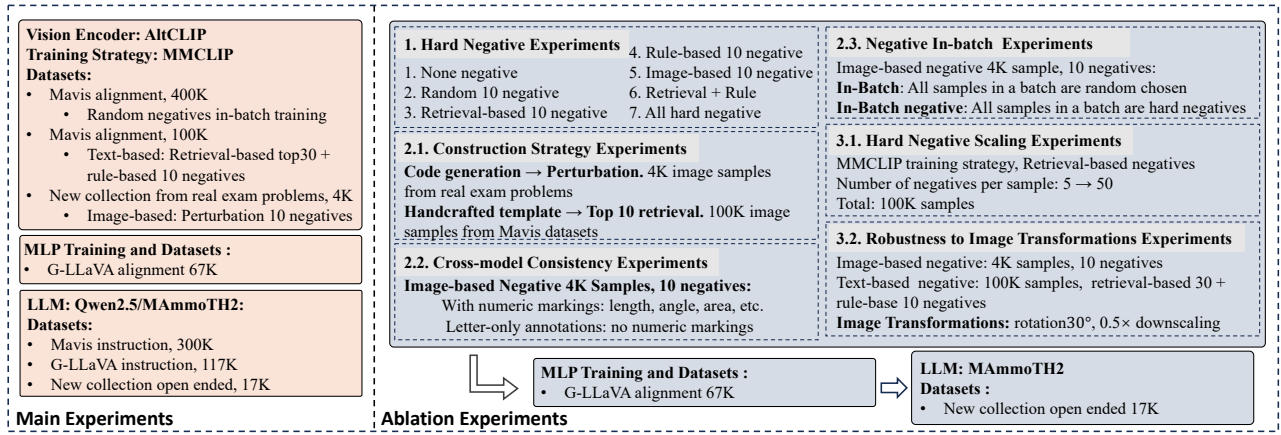 Vision Encoder: AltCLIP
Training Strategy: MMCLIP
Datasets:
• Mavis alignment, 400K
• Random negatives in-batch training
• Mavis alignment, 100K
• Text-based: Retrieval-based top30 +
rule-based 10 negatives
• New collection from real exam problems, 4K
• Image-based: Perturbation 10 negatives
MLP Training and Datasets :
• G-LLaVA alignment 67K
LLM: Qwen2.5/MAmmoTH2:
Datasets:
• Mavis instruction, 300K
• G-LLaVA instruction, 117K
• New collection open ended, 17K
Main Experiments
1. Hard Negative Experiments
1. None negative
2. Random 10 negative
3. Retrieval-based 10 negative
4. Rule-based 10 negative
5. Image-based 10 negative
6. Retrieval + Rule
7. All hard negative
2.1. Construction Strategy Experiments
Code generation → Perturbation. 4K image samples
from real exam problems
Handcrafted template → Top 10 retrieval. 100K image
samples from Mavis datasets
2.2. Cross-model Consistency Experiments
Image-based Negative 4K Samples, 10 negatives:
With numeric markings: length, angle, area, etc.
Letter-only annotations: no numeric markings
2.3. Negative In-batch Experiments
Image-based negative 4K sample, 10 negatives:
In-Batch: All samples in a batch are random chosen
In-Batch negative: All samples in a batch are hard negatives
3.1. Hard Negative Scaling Experiments
MMCLIP training strategy, Retrieval-based negatives
Number of negatives per sample: 5 → 50
Total: 100K samples
3.2. Robustness to Image Transformations Experiments
Image-based negative: 4K samples, 10 negatives
Text-based negative: 100K samples, retrieval-based 30 +
rule-base 10 negatives
Image Transformations: rotation30°, 0.5× downscaling
MLP Training and Datasets :
• G-LLaVA alignment 67K
LLM: MAmmoTH2
Datasets :
• New collection open ended 17K
Ablation Experiments